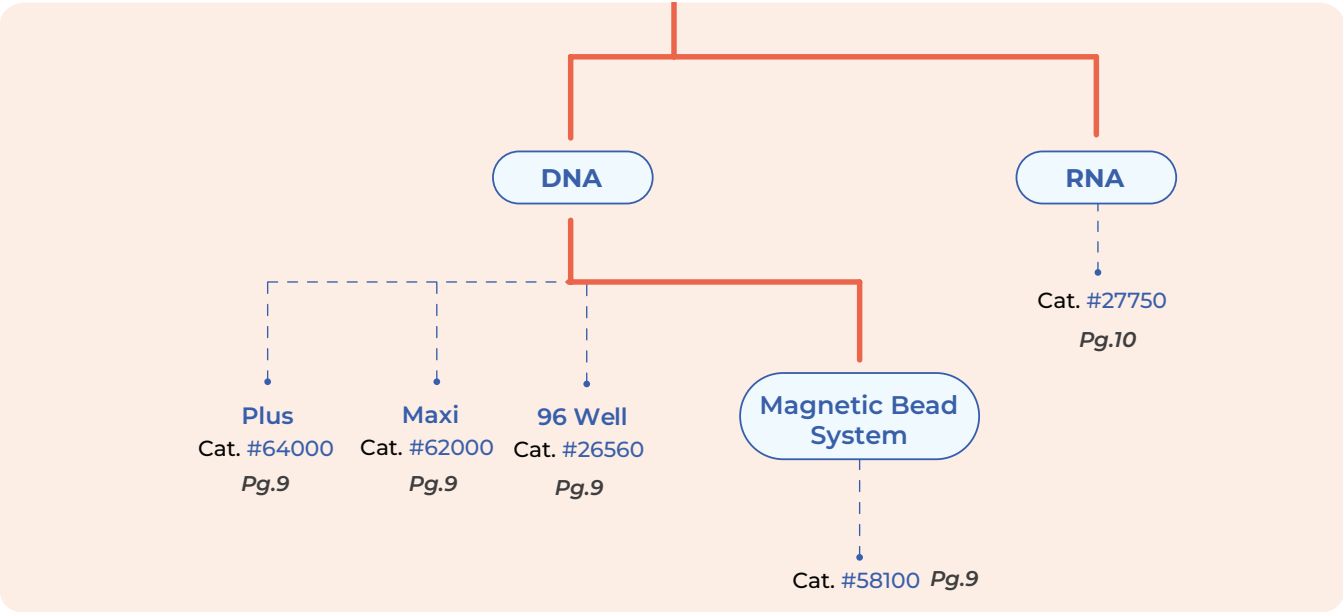 DNA
RNA
Cat. #27750
Pg.10
Plus
Cat. #64000
Pg.9
Maxi
Cat. #62000
Pg.9
96 Well
Cat. #26560
Pg.9
Magnetic Bead
System
Cat. #58100 Pg.9